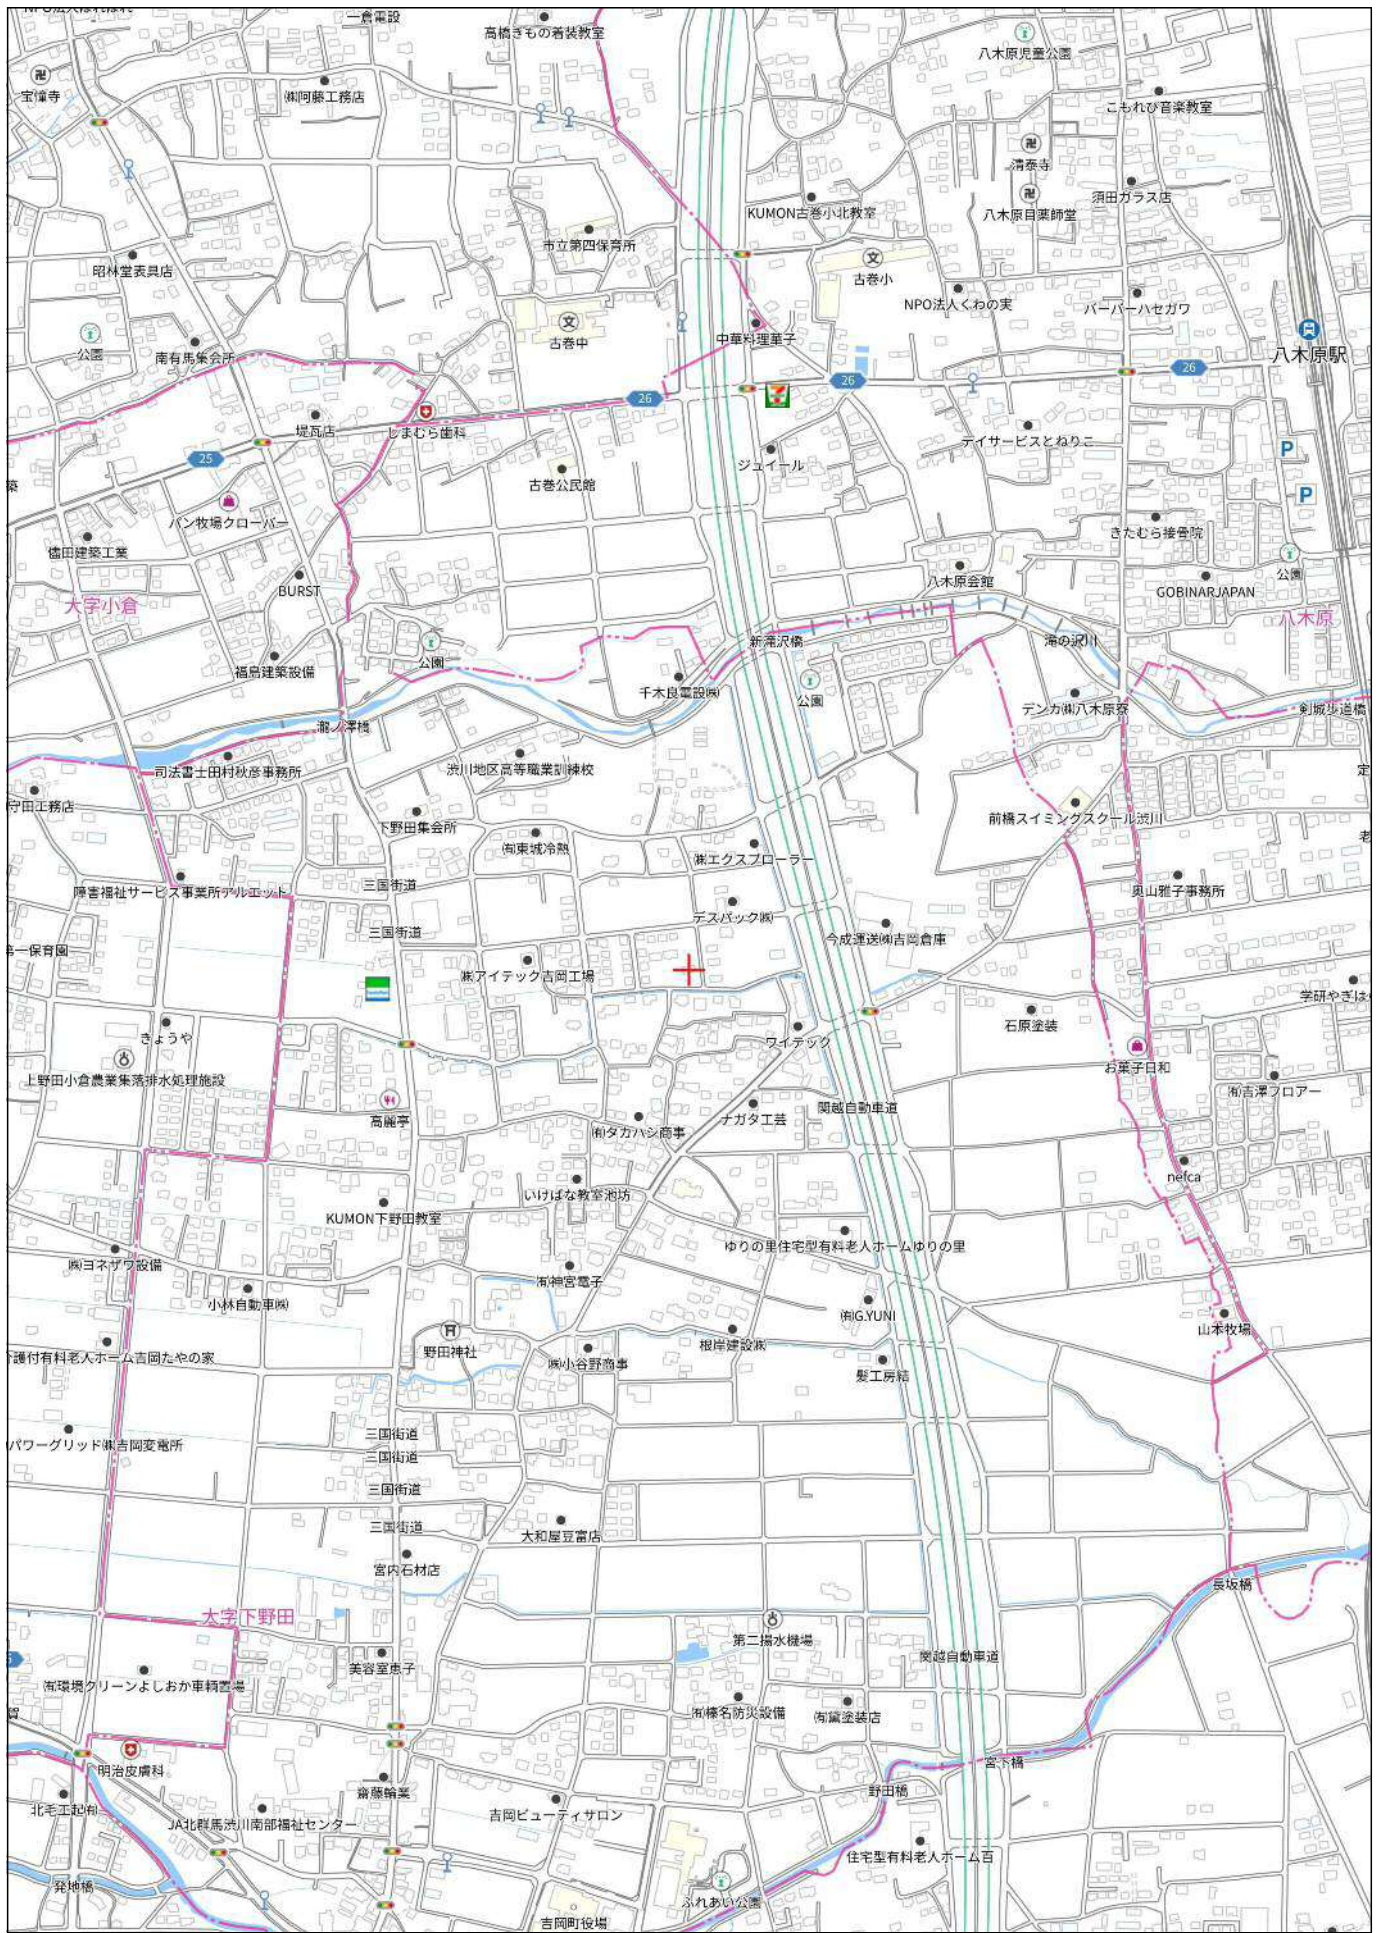 一倉電設
高橋きもの着装教室
八木原児童公園
宝憧寺
㈱阿藤工務店
こもれび音楽教室
清泰寺
須田ガラス店
KUMON古巻小北教室
八木原目薬師堂
市立第四保育所
昭林堂表具店
古巻小
NPO法人くわの実
バーバーハセガワ
古巻中
中華料理華子
公園
南有馬集会所
八木原駅
26
26
26
堤瓦店
しまむら歯科
デイサービスとねりこ
P
25
ジュイール
古巻公民館
築
P
パン牧場クローバー
きたむら接骨院
儘田建築工業
八木原会館
公園
BURST
GOBINARJAPAN
大字小倉
八木原
新滝沢橋
滝の沢川
公園
福島建築設備
千木良電設㈱
公園
デンカ㈱八木原寮
剣城歩道橋
瀧ノ澤橋
司法書士田村秋彦事務所
渋川地区高等職業訓練校
定
守田工務店
下野田集会所
前橋スイミングスクール渋川
老
㈲東城冷熱
㈱エクスプローラー
三国街道
障害福祉サービス事業所アルエット
奥山雅子事務所
デスパック㈱
三国街道
今成運送㈱吉岡倉庫
第一保育園
㈱アイテック吉岡工場
学研やぎは
石原塗装
きょうや
ワイテック
お菓子日和
上野田小倉農業集落排水処理施設
㈲吉澤フロアー
関越自動車道
高麗亭
ナガタ工芸
㈲タカハシ商事
nefca
いけばな教室池坊
KUMON下野田教室
ゆりの里住宅型有料老人ホームゆりの里
㈱ヨネザワ設備
㈲神宮電子
小林自動車㈱
㈲G.YUNI
山本牧場
根岸建設㈱
野田神社
介護付有料老人ホーム吉岡たやの家
㈱小谷野商事
髪工房結
三国街道
パワーグリッド㈱吉岡変電所
三国街道
三国街道
三国街道
大和屋豆富店
宮内石材店
長坂橋
大字下野田
第二揚水機場
関越自動車道
美容室恵子
㈲環境クリーンよしおか車輌置場
㈲榛名防災設備
㈲黛塗装店
宮下橋
明治皮膚科
齋藤輪業
野田橋
北毛工起㈲
吉岡ビューティサロン
JA北群馬渋川南部福祉センター
住宅型有料老人ホーム百
発地橋
ふれあい公園
吉岡町役場